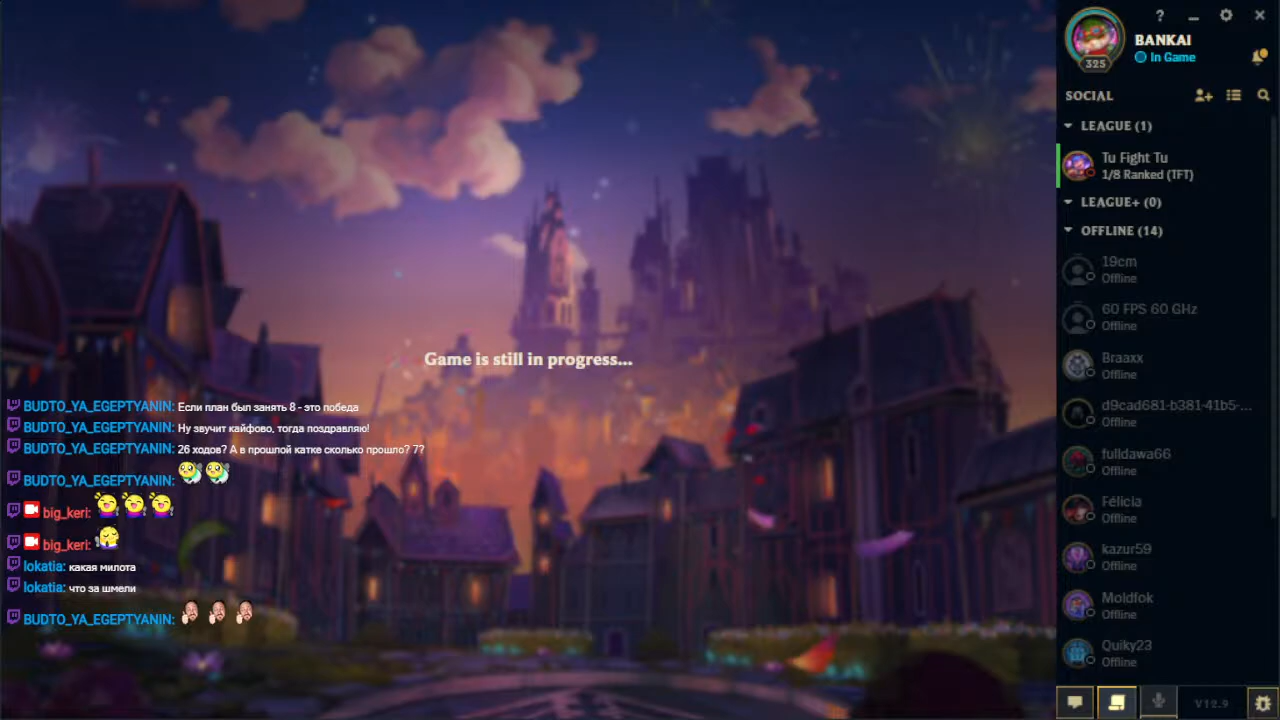 ?
BANKAI
325
In Game
SOCIAL
LEAGUE (1)
Tu Fight Tu
1/8 Ranked (TFT)
LEAGUE+ (0)
OFFLINE (14)
19cm
Offline
60 FPS 60 GHz
Offline
Braaxx
Offline
d9cad681-b381-41b5-...
Offline
fulldawa66
Offline
Félicia
Offline
kazur59
Offline
Moldfok
Offline
Quiky23
Offline
V12.9
Game is still in progress...
BUDTO_YA_EGEPTYANIN: Если план был занять 8 - это победа
BUDTO_YA_EGEPTYANIN: Ну звучит кайфово, тогда поздравляю!
BUDTO_YA_EGEPTYANIN: 26 ходов? А в прошлой катке сколько прошло? 7?
BUDTO_YA_EGEPTYANIN:
big_keri:
big_keri:
lokatia: какая милота
lokatia: что за шмели
BUDTO_YA_EGEPTYANIN: